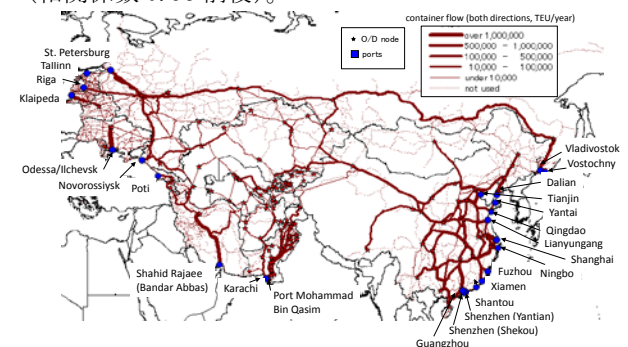 container flow (both directions, TEU/year)
O/D node
ports
over 1,000,000
500,000 - 1,000,000
100,000 - 500,000
10,000 - 100,000
under 10,000
not used
St. Petersburg
Tallinn
Riga
Klaipeda
Odessa/Ilchevsk
Novorossiysk
Poti
Shahid Rajaee
(Bandar Abbas)
Karachi
Port Mohammad
Bin Qasim
Vladivostok
Vostochny
Dalian
Tianjin
Yantai
Qingdao
Lianyungang
Shanghai
Ningbo
Fuzhou
Xiamen
Shantou
Shenzhen (Yantian)
Shenzhen (Shekou)
Guangzhou